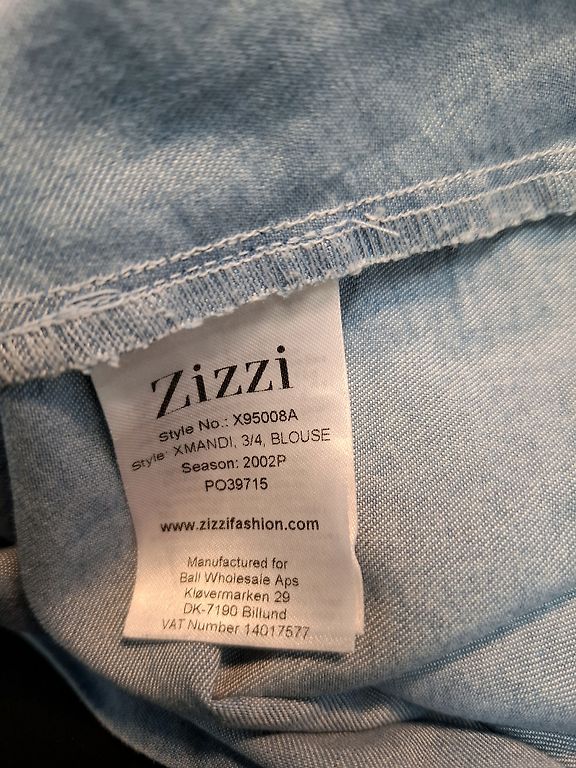 Zizzi
Style No.: X95008A
Style: XMANDI, 3/4, BLOUSE
Season: 2002P
PO39715
www.zizzifashion.com
Manufactured for
Ball Wholesale Aps
Kløvermarken 29
DK-7190 Billund
VAT Number 14017577